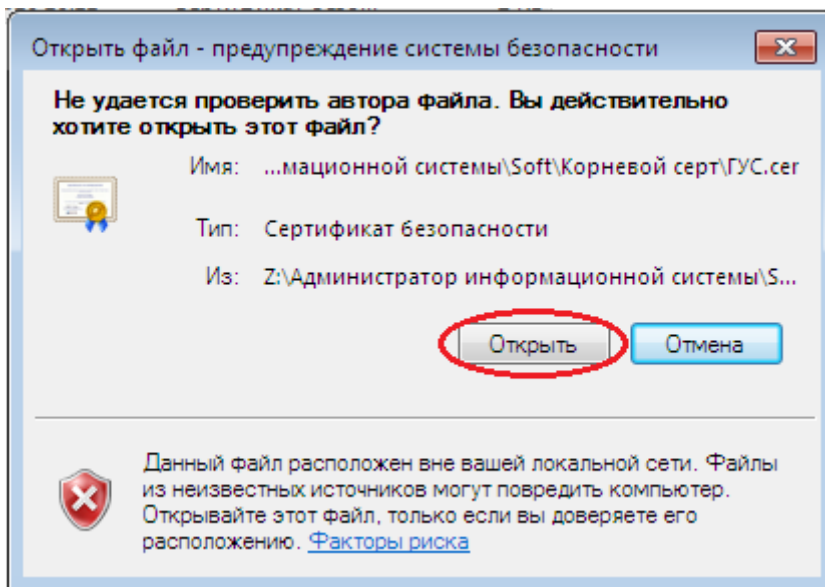 Открыть файл - предупреждение системы безопасности
Не удается проверить автора файла. Вы действительно
хотите открыть этот файл?
Имя: ...мационной системы\Soft\Корневой серт\ГУС.cer
Тип: Сертификат безопасности
Из: Z:\Администратор информационной системы\S...
Открыть Отмена
Данный файл расположен вне вашей локальной сети. Файлы
из неизвестных источников могут повредить компьютер.
Открывайте этот файл, только если вы доверяете его
расположению. Факторы риска